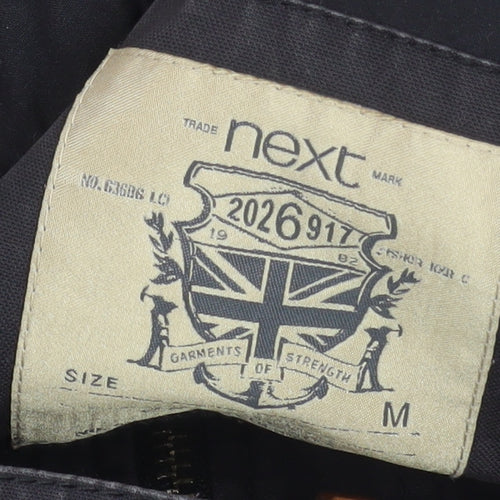 TRADE next MARK
2026917
19 82
GARMENTS OF STRENGTH
SIZE M